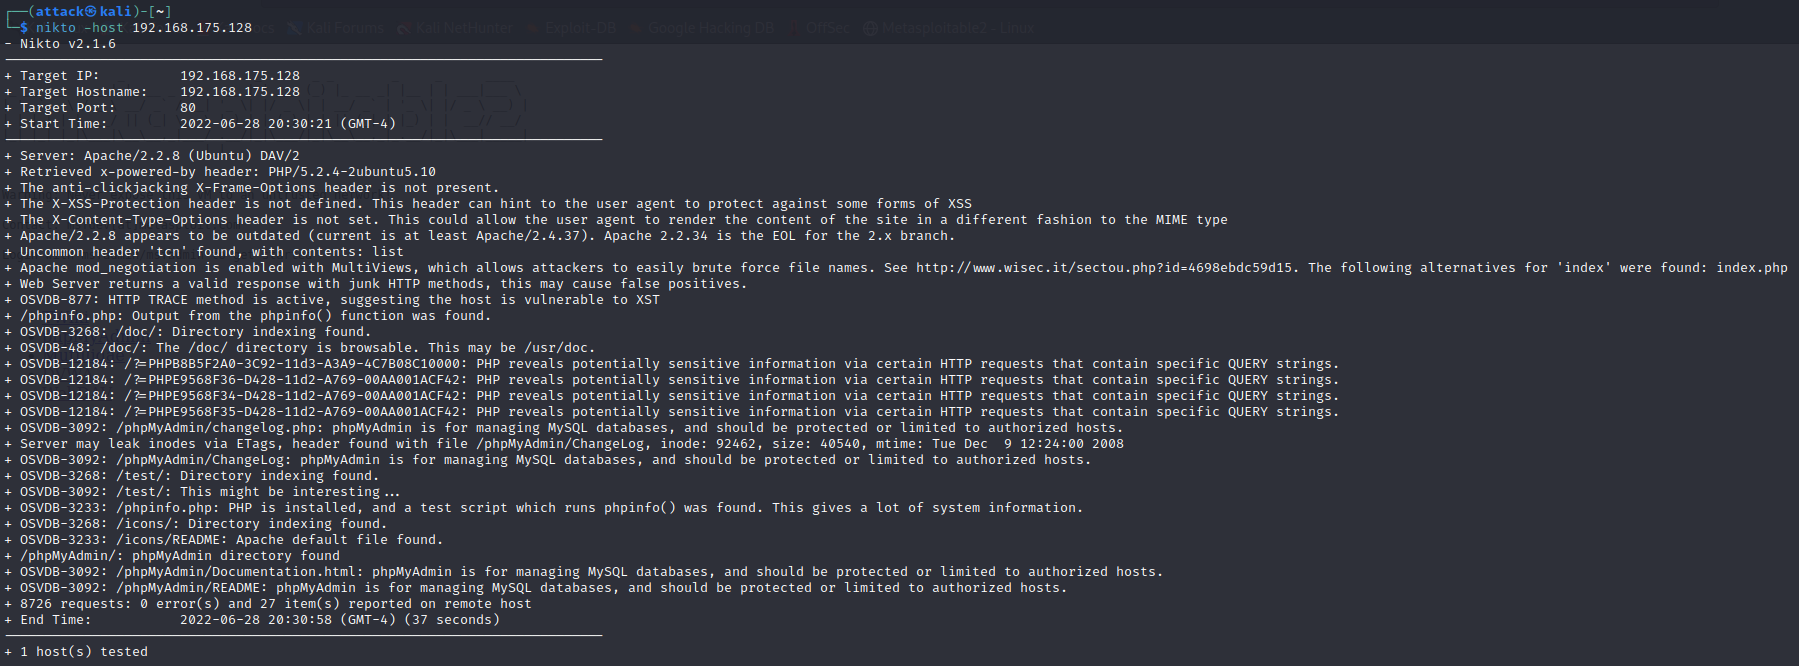 ┌──(attack㉿kali)-[~]
└─$ nikto -host 192.168.175.128
Kali Forums Kali NetHunter Exploit-DB Google Hacking DB OffSec Metasploitable2 - Linux
- Nikto v2.1.6
---------------------------------------------------------------------------
+ Target IP:          192.168.175.128
+ Target Hostname:    192.168.175.128
+ Target Port:        80
+ Start Time:         2022-06-28 20:30:21 (GMT-4)
---------------------------------------------------------------------------
+ Server: Apache/2.2.8 (Ubuntu) DAV/2
+ Retrieved x-powered-by header: PHP/5.2.4-2ubuntu5.10
+ The anti-clickjacking X-Frame-Options header is not present.
+ The X-XSS-Protection header is not defined. This header can hint to the user agent to protect against some forms of XSS
+ The X-Content-Type-Options header is not set. This could allow the user agent to render the content of the site in a different fashion to the MIME type
+ Apache/2.2.8 appears to be outdated (current is at least Apache/2.4.37). Apache 2.2.34 is the EOL for the 2.x branch.
+ Uncommon header 'tcn' found, with contents: list
+ Apache mod_negotiation is enabled with MultiViews, which allows attackers to easily brute force file names. See http://www.wisec.it/sectou.php?id=4698ebdc59d15. The following alternatives for 'index' were found: index.php
+ Web Server returns a valid response with junk HTTP methods, this may cause false positives.
+ OSVDB-877: HTTP TRACE method is active, suggesting the host is vulnerable to XST
+ /phpinfo.php: Output from the phpinfo() function was found.
+ OSVDB-3268: /doc/: Directory indexing found.
+ OSVDB-48: /doc/: The /doc/ directory is browsable. This may be /usr/doc.
+ OSVDB-12184: /?=PHPB8B5F2A0-3C92-11d3-A3A9-4C7B08C10000: PHP reveals potentially sensitive information via certain HTTP requests that contain specific QUERY strings.
+ OSVDB-12184: /?=PHPE9568F36-D428-11d2-A769-00AA001ACF42: PHP reveals potentially sensitive information via certain HTTP requests that contain specific QUERY strings.
+ OSVDB-12184: /?=PHPE9568F34-D428-11d2-A769-00AA001ACF42: PHP reveals potentially sensitive information via certain HTTP requests that contain specific QUERY strings.
+ OSVDB-12184: /?=PHPE9568F35-D428-11d2-A769-00AA001ACF42: PHP reveals potentially sensitive information via certain HTTP requests that contain specific QUERY strings.
+ OSVDB-3092: /phpMyAdmin/changelog.php: phpMyAdmin is for managing MySQL databases, and should be protected or limited to authorized hosts.
+ Server may leak inodes via ETags, header found with file /phpMyAdmin/ChangeLog, inode: 92462, size: 40540, mtime: Tue Dec  9 12:24:00 2008
+ OSVDB-3092: /phpMyAdmin/ChangeLog: phpMyAdmin is for managing MySQL databases, and should be protected or limited to authorized hosts.
+ OSVDB-3268: /test/: Directory indexing found.
+ OSVDB-3092: /test/: This might be interesting...
+ OSVDB-3233: /phpinfo.php: PHP is installed, and a test script which runs phpinfo() was found. This gives a lot of system information.
+ OSVDB-3268: /icons/: Directory indexing found.
+ OSVDB-3233: /icons/README: Apache default file found.
+ /phpMyAdmin/: phpMyAdmin directory found
+ OSVDB-3092: /phpMyAdmin/Documentation.html: phpMyAdmin is for managing MySQL databases, and should be protected or limited to authorized hosts.
+ OSVDB-3092: /phpMyAdmin/README: phpMyAdmin is for managing MySQL databases, and should be protected or limited to authorized hosts.
+ 8726 requests: 0 error(s) and 27 item(s) reported on remote host
+ End Time:           2022-06-28 20:30:58 (GMT-4) (37 seconds)
---------------------------------------------------------------------------
+ 1 host(s) tested